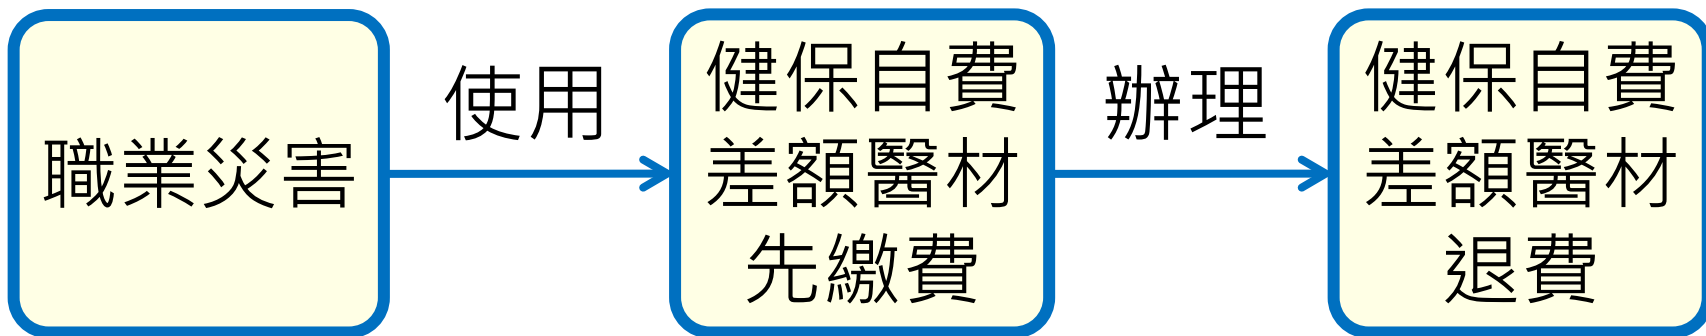 職業災害
使用
健保自費
差額醫材
先繳費
辦理
健保自費
差額醫材
退費